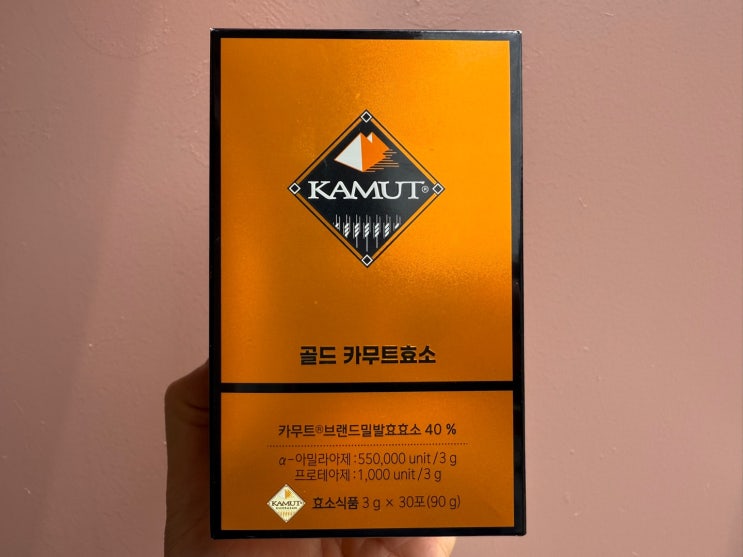 KAMUT®
골드 카무트효소
카무트®브랜드밀발효효소 40 %
α-아밀라아제:550,000 unit/3 g
프로테아제:1,000 unit/3 g
KAMUT
효소식품 3 g × 30포(90 g)